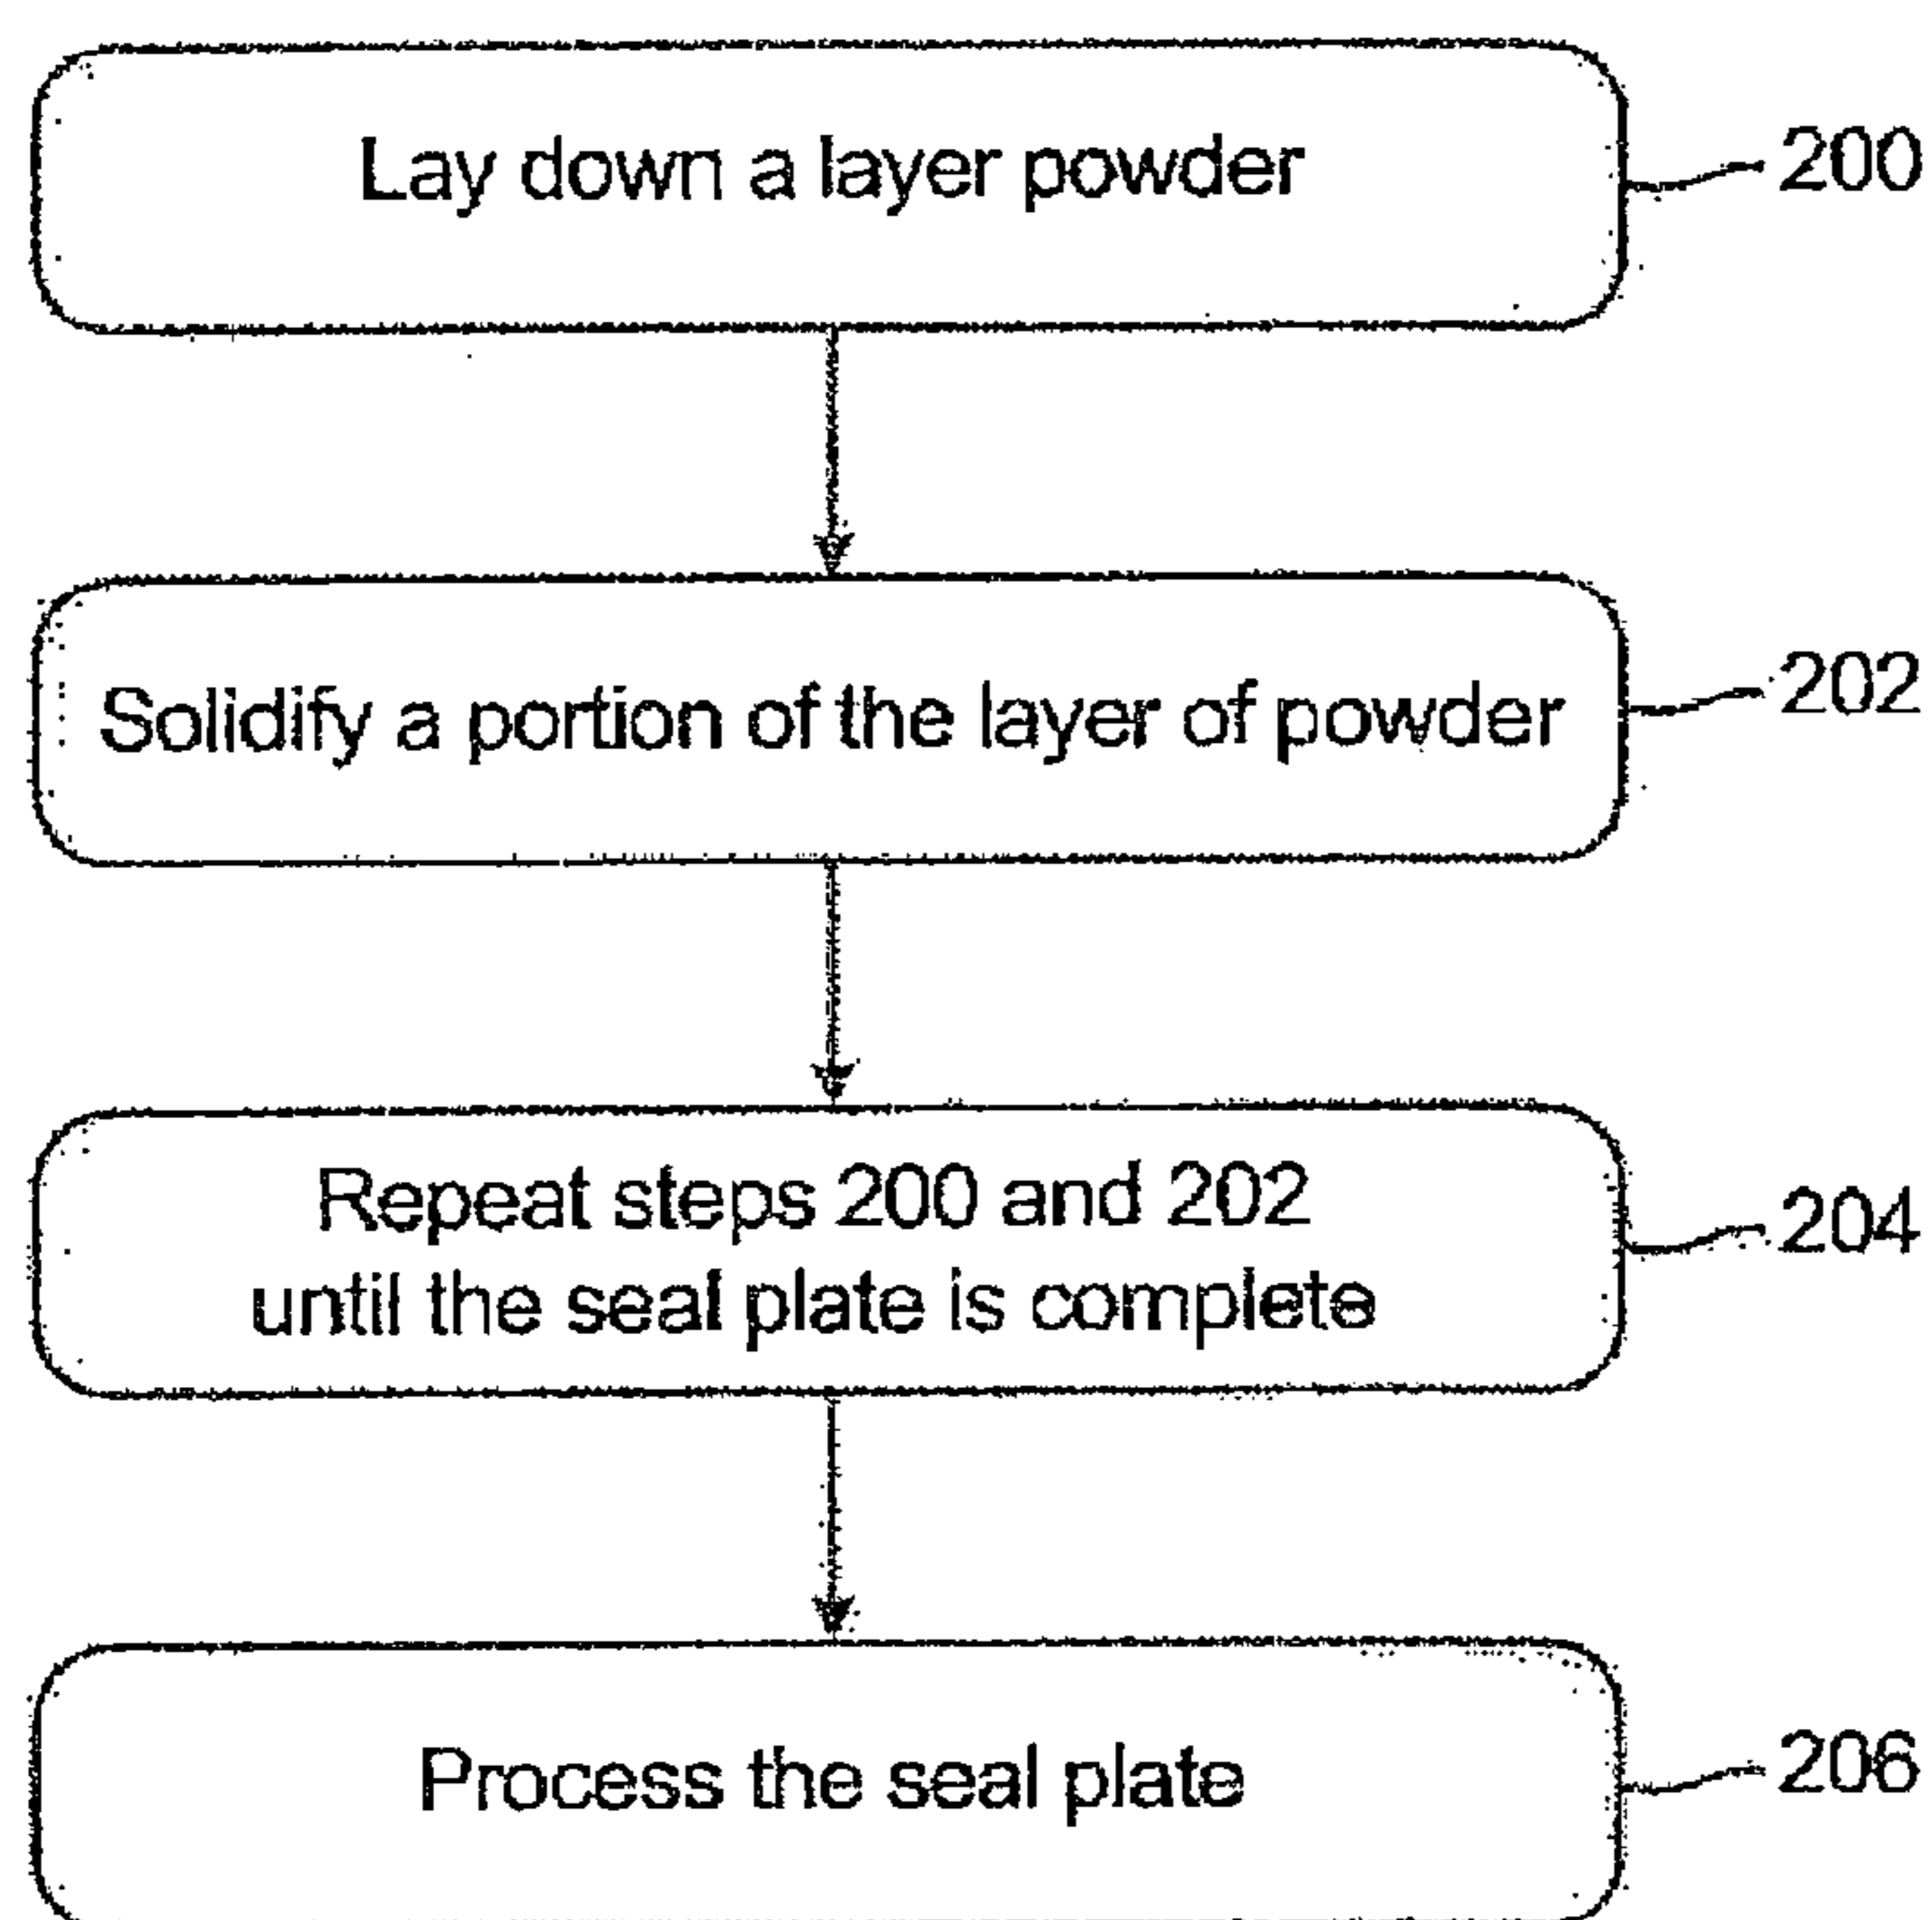 Lay down a layer powder
200
Solidify a portion of the layer of powder
202
Repeat steps 200 and 202
until the seal plate is complete
204
Process the seal plate
206